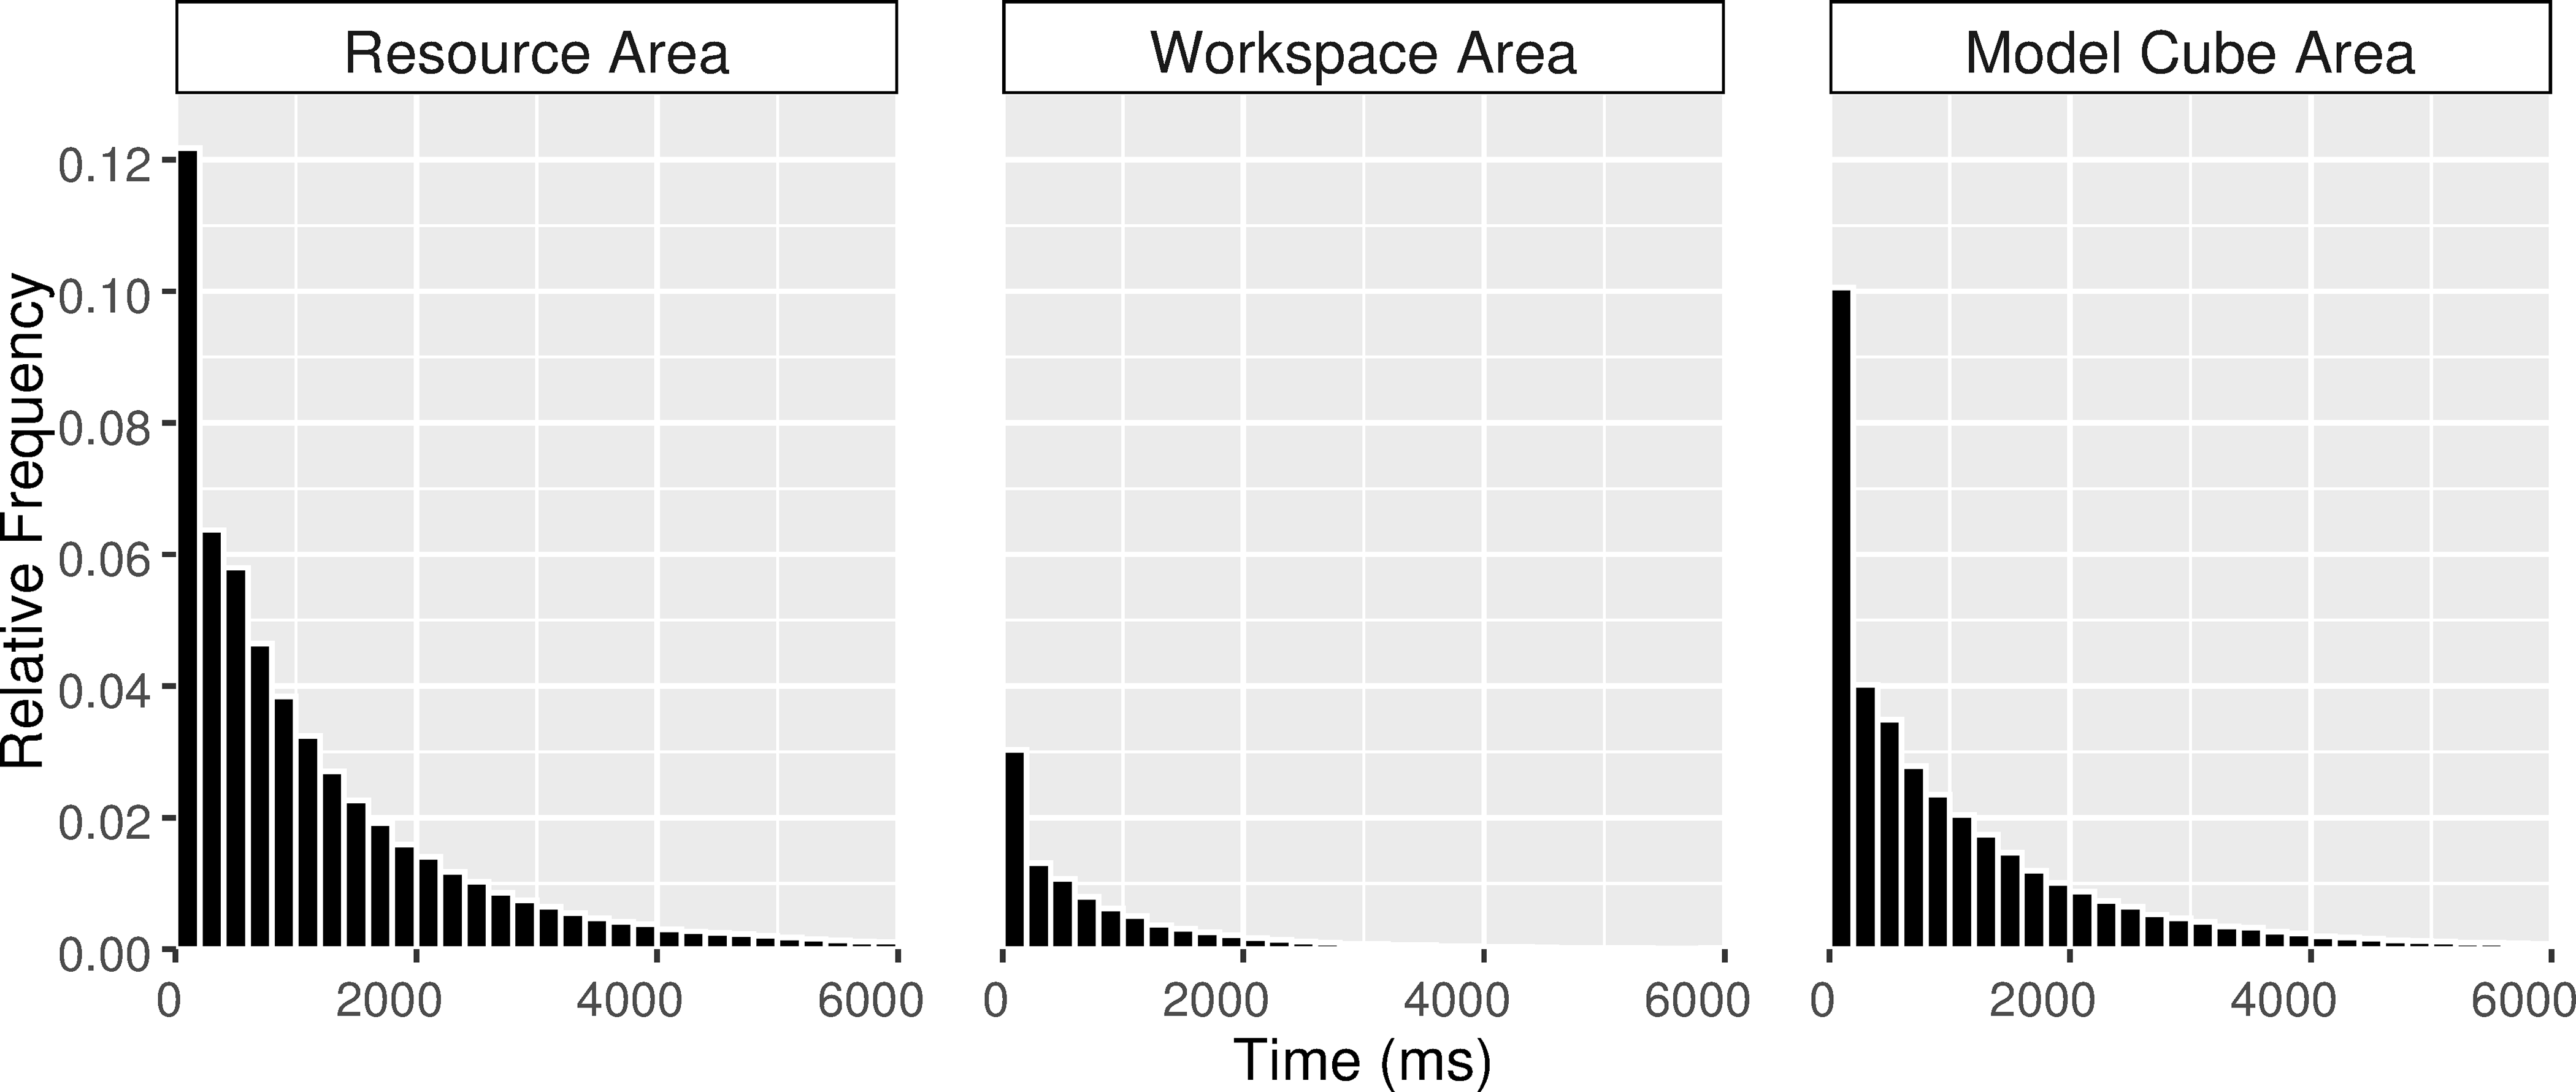 Resource Area
Workspace Area
Model Cube Area
Relative Frequency
0.12
0.10
0.08
0.06
0.04
0.02
0.00
0 2000 4000 6000
0 2000 4000 6000
0 2000 4000 6000
Time (ms)